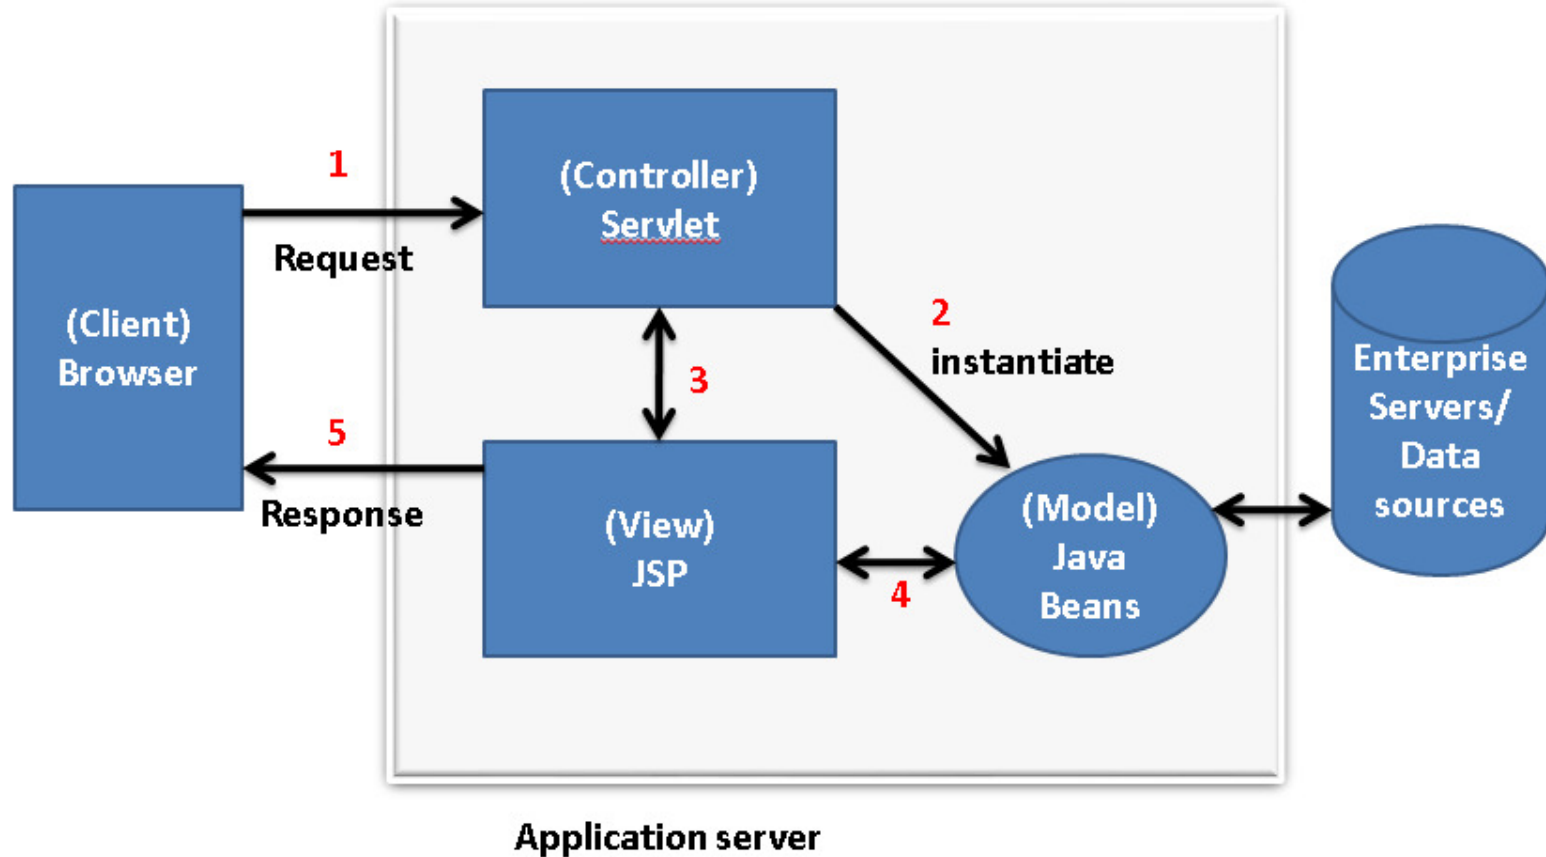 1
Request
(Client)
Browser
5
Response
(Controller)
Servlet
2
instantiate
3
(View)
JSP
4
(Model)
Java
Beans
Enterprise
Servers/
Data
sources
Application server